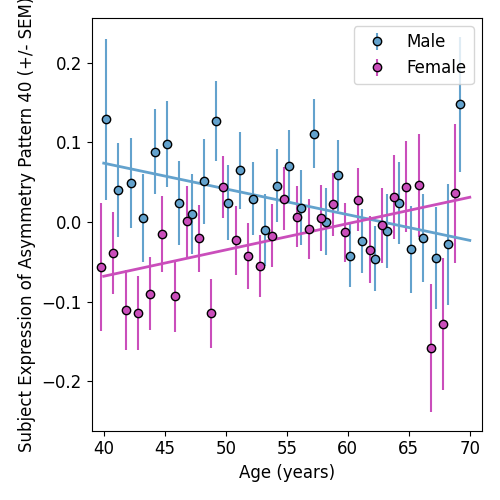 Male
Female
Subject Expression of Asymmetry Pattern 40 (+/- SEM)
0.2
0.1
0.0
−0.1
−0.2
40 45 50 55 60 65 70
Age (years)